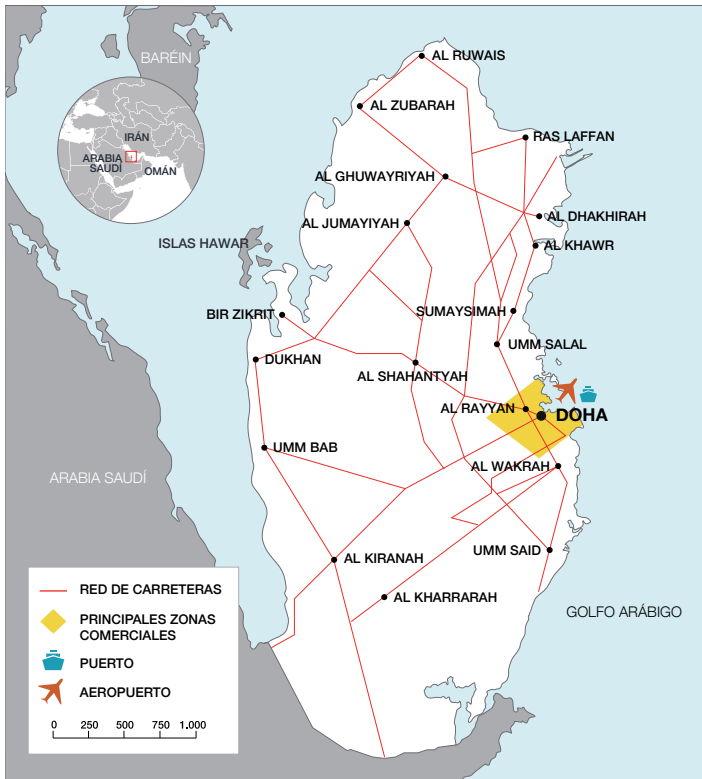 BARÉIN
IRÁN
ARABIA
SAUDÍ
OMÁN
AL RUWAIS
AL ZUBARAH
RAS LAFFAN
AL GHUWAYRIYAH
AL DHAKHIRAH
AL JUMAYIYAH
AL KHAWR
ISLAS HAWAR
BIR ZIKRIT
SUMAYSIMAH
UMM SALAL
DUKHAN
AL SHAHANTYAH
AL RAYYAN
DOHA
UMM BAB
AL WAKRAH
ARABIA SAUDÍ
UMM SAID
AL KIRANAH
AL KHARRARAH
GOLFO ARÁBIGO
RED DE CARRETERAS
PRINCIPALES ZONAS
COMERCIALES
PUERTO
AEROPUERTO
0 250 500 750 1.000